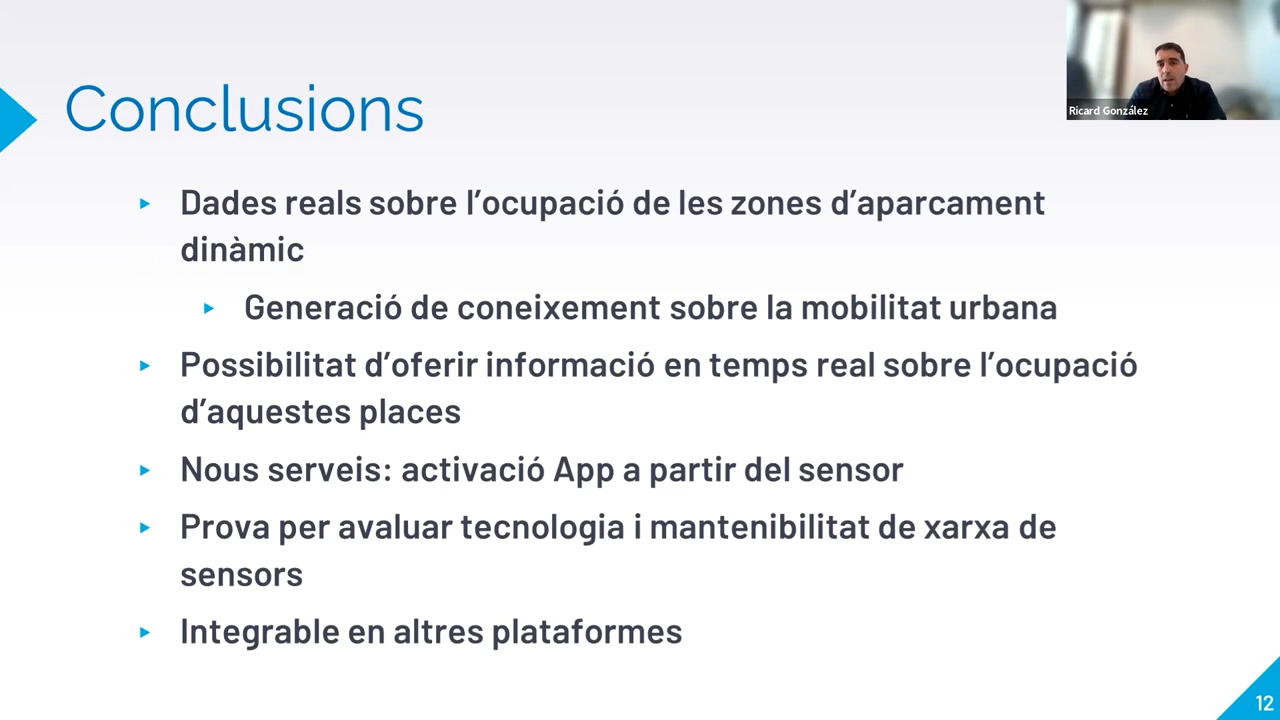 Ricard González
Conclusions
▸ Dades reals sobre l’ocupació de les zones d’aparcament
dinàmic
▸ Generació de coneixement sobre la mobilitat urbana
▸ Possibilitat d’oferir informació en temps real sobre l’ocupació
d’aquestes places
▸ Nous serveis: activació App a partir del sensor
▸ Prova per avaluar tecnologia i mantenibilitat de xarxa de
sensors
▸ Integrable en altres plataformes
12